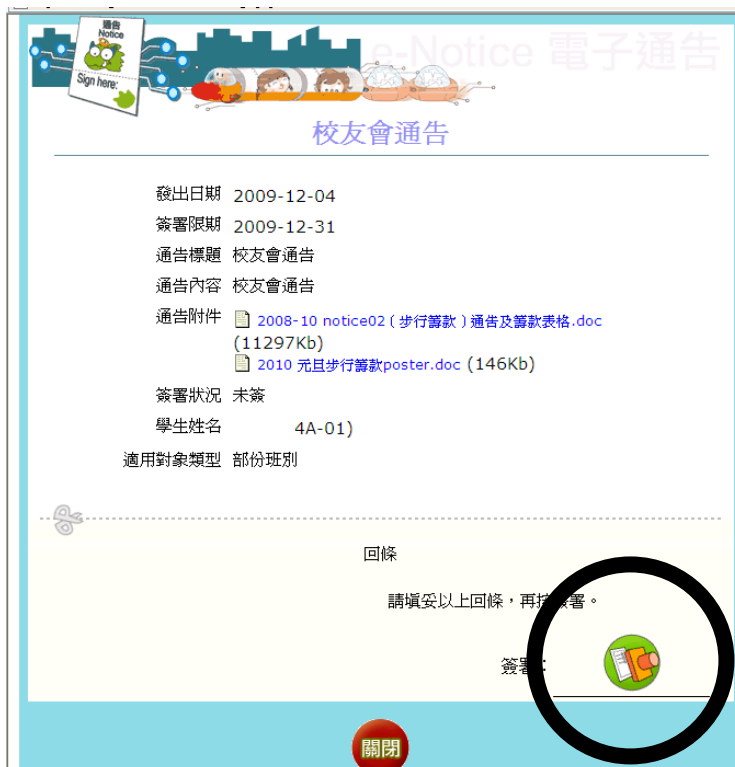 通告
Notice
Sign here:
e-Notice 電子通告
校友會通告
發出日期 2009-12-04
簽署限期 2009-12-31
通告標題 校友會通告
通告內容 校友會通告
通告附件 2008-10 notice02﹝步行籌款﹞通告及籌款表格.doc
(11297Kb)
2010 元旦步行籌款poster.doc (146Kb)
簽署狀況 未簽
學生姓名 4A-01)
適用對象類型 部份班別
回條
請填妥以上回條，再按簽署。
簽署：
關閉